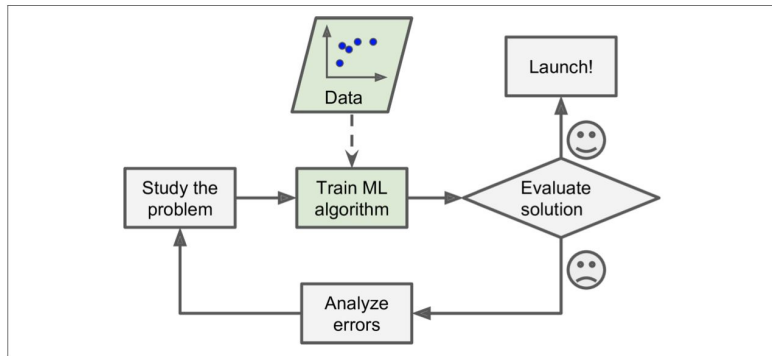 Data
Launch!
Study the
problem
Train ML
algorithm
Evaluate
solution
Analyze
errors